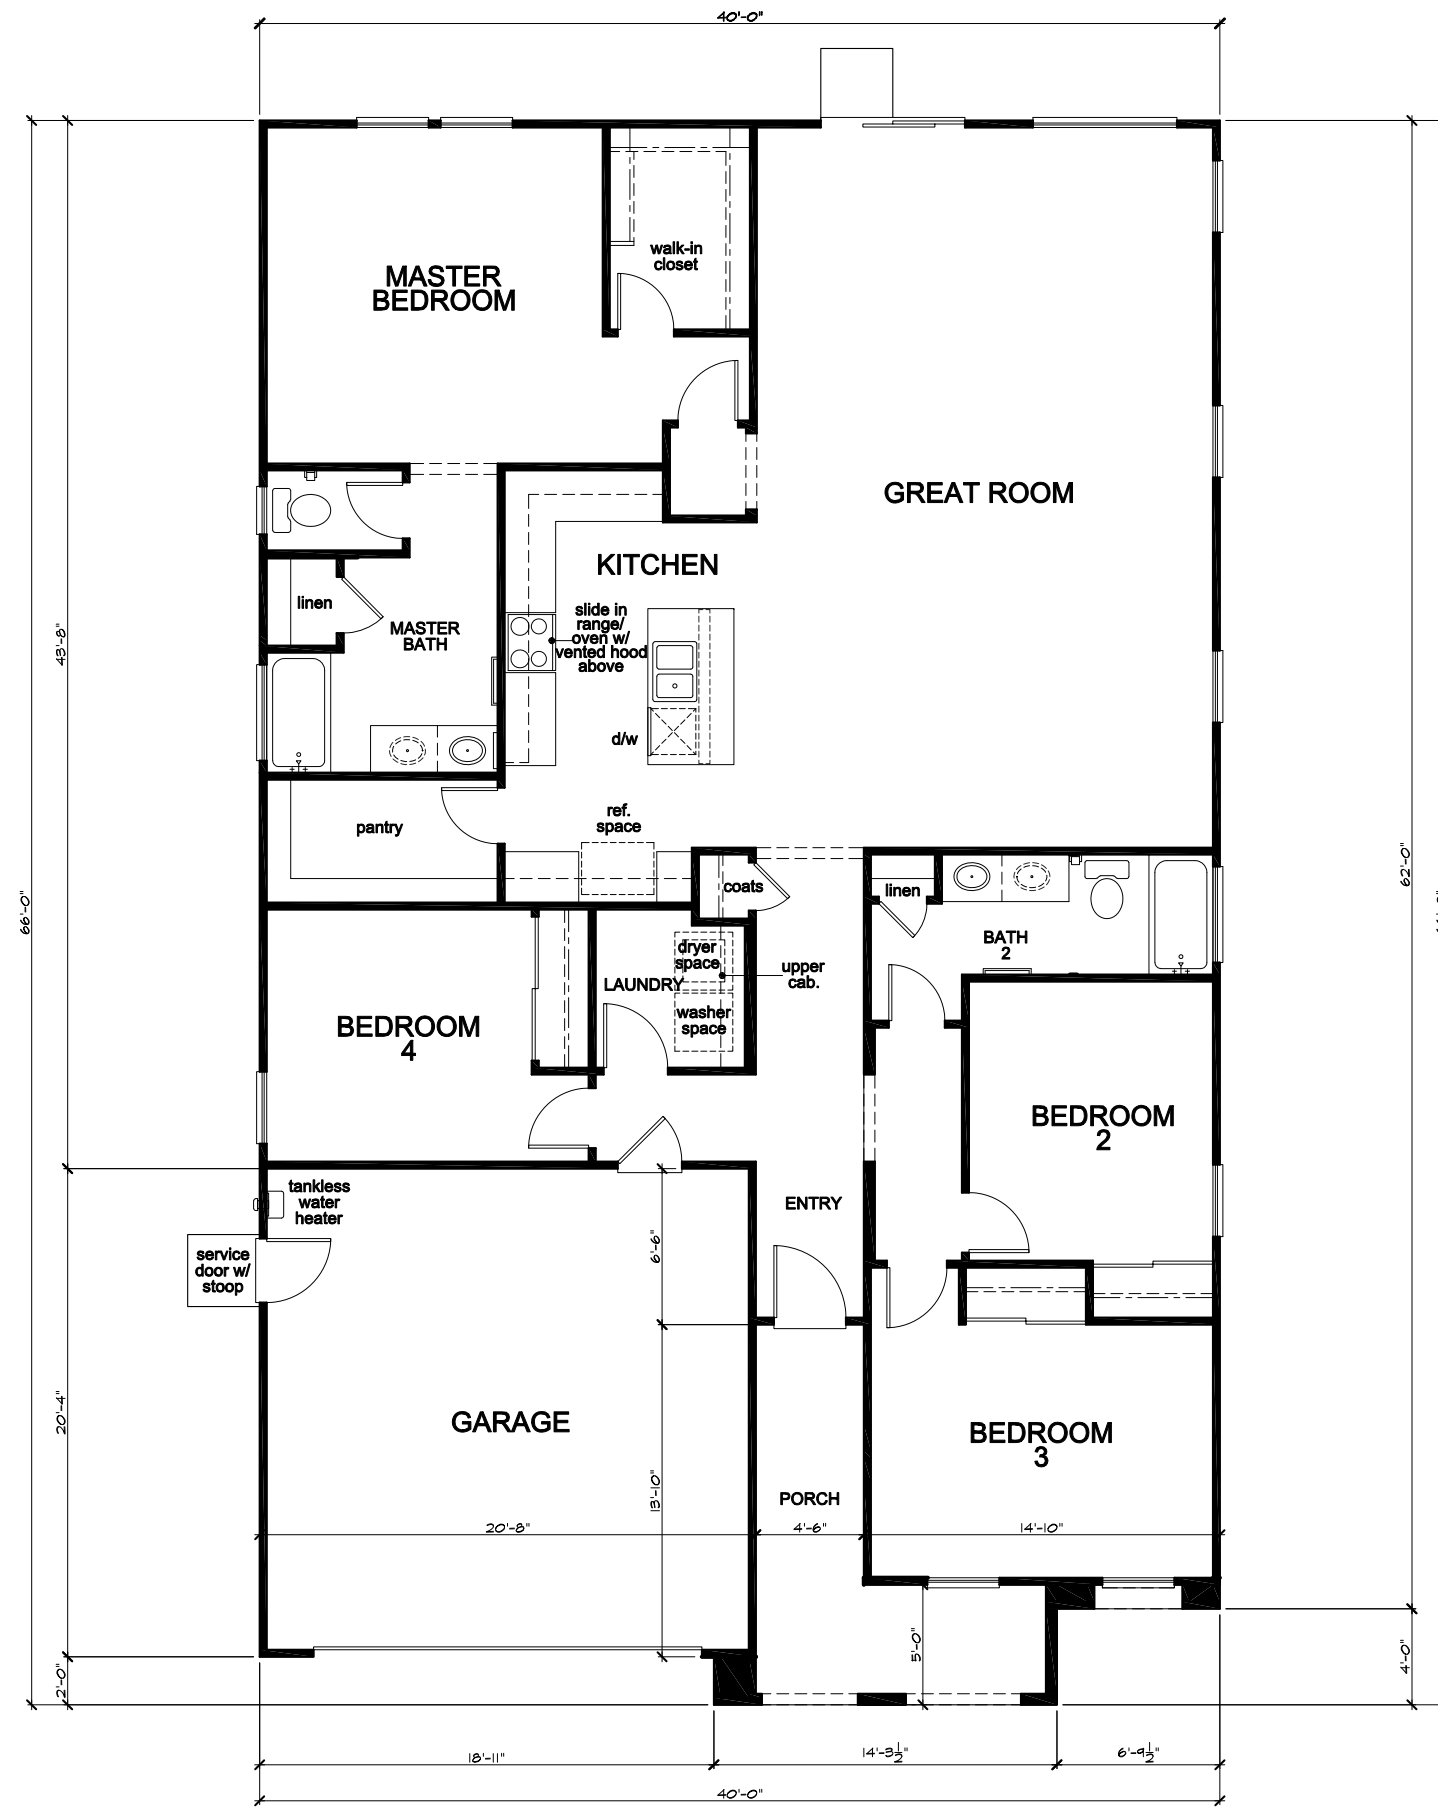 40'-0"
walk-in
closet
MASTER
BEDROOM
GREAT ROOM
KITCHEN
linen
slide in
range/
oven w/
vented hood
above
MASTER
BATH
43'-8"
d/w
ref.
space
pantry
coats
linen
62'-0"
66'-0"
BATH
2
dryer
space
upper
cab.
LAUNDRY
washer
space
BEDROOM
4
BEDROOM
2
tankless
water
heater
ENTRY
service
door w/
stoop
6'-6"
20'-4"
GARAGE
BEDROOM
3
13'-10"
PORCH
20'-8"
4'-6"
14'-10"
5'-0"
2'-0"
4'-0"
18'-11"
14'-3½"
6'-9½"
40'-0"